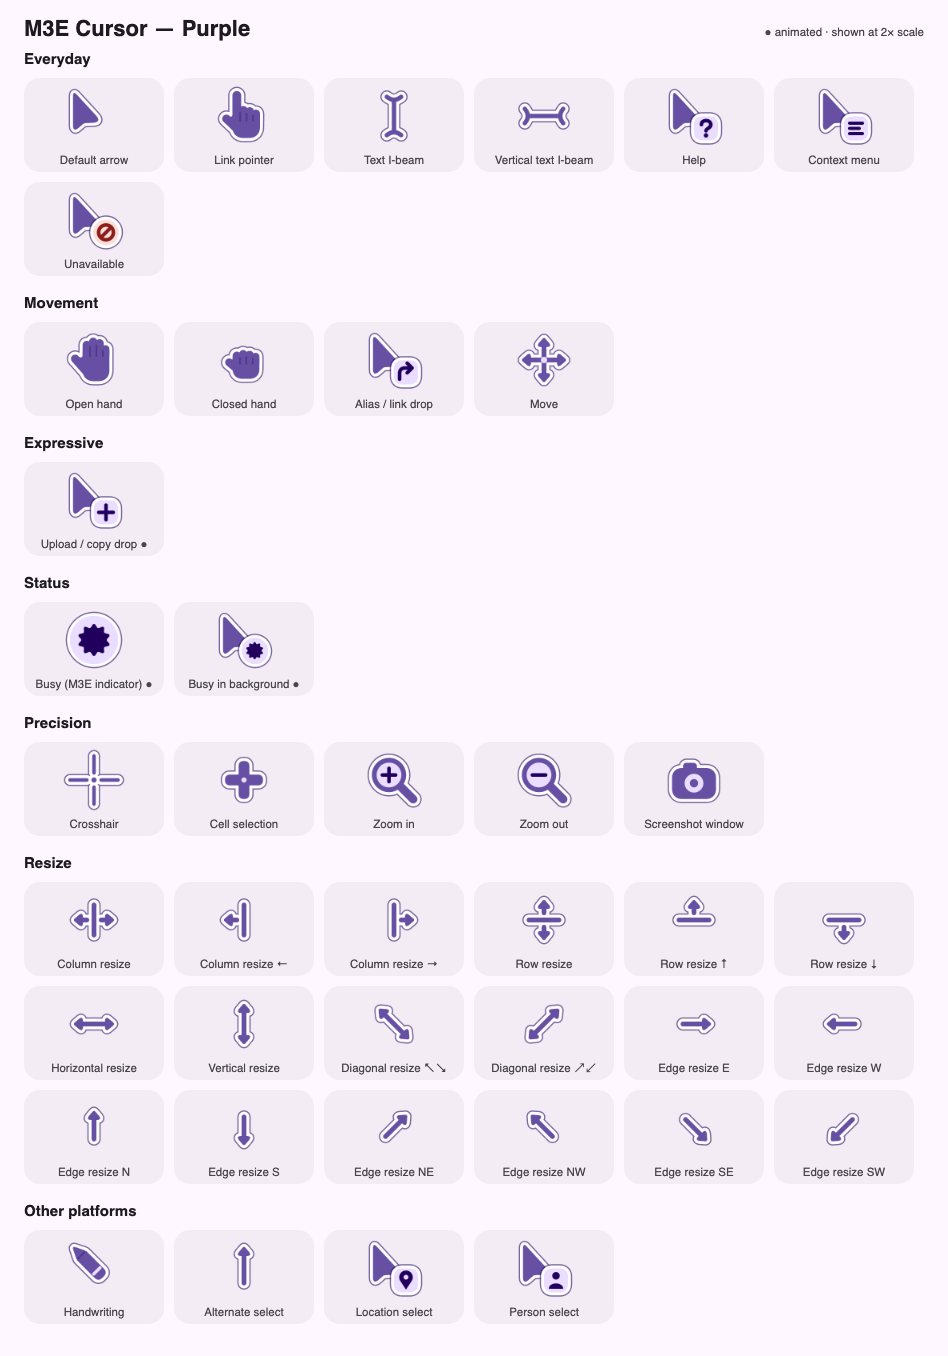 M3E Cursor — Purple
● animated · shown at 2× scale
Everyday
Default arrow
Link pointer
Text I-beam
Vertical text I-beam
?
Help
Context menu
Unavailable
Movement
Open hand
Closed hand
Alias / link drop
Move
Expressive
Upload / copy drop ●
Status
Busy (M3E indicator) ●
Busy in background ●
Precision
Crosshair
Cell selection
Zoom in
Zoom out
Screenshot window
Resize
Column resize
Column resize ←
Column resize →
Row resize
Row resize ↑
Row resize ↓
Horizontal resize
Vertical resize
Diagonal resize ↖↘
Diagonal resize ↗↙
Edge resize E
Edge resize W
Edge resize N
Edge resize S
Edge resize NE
Edge resize NW
Edge resize SE
Edge resize SW
Other platforms
Handwriting
Alternate select
Location select
Person select